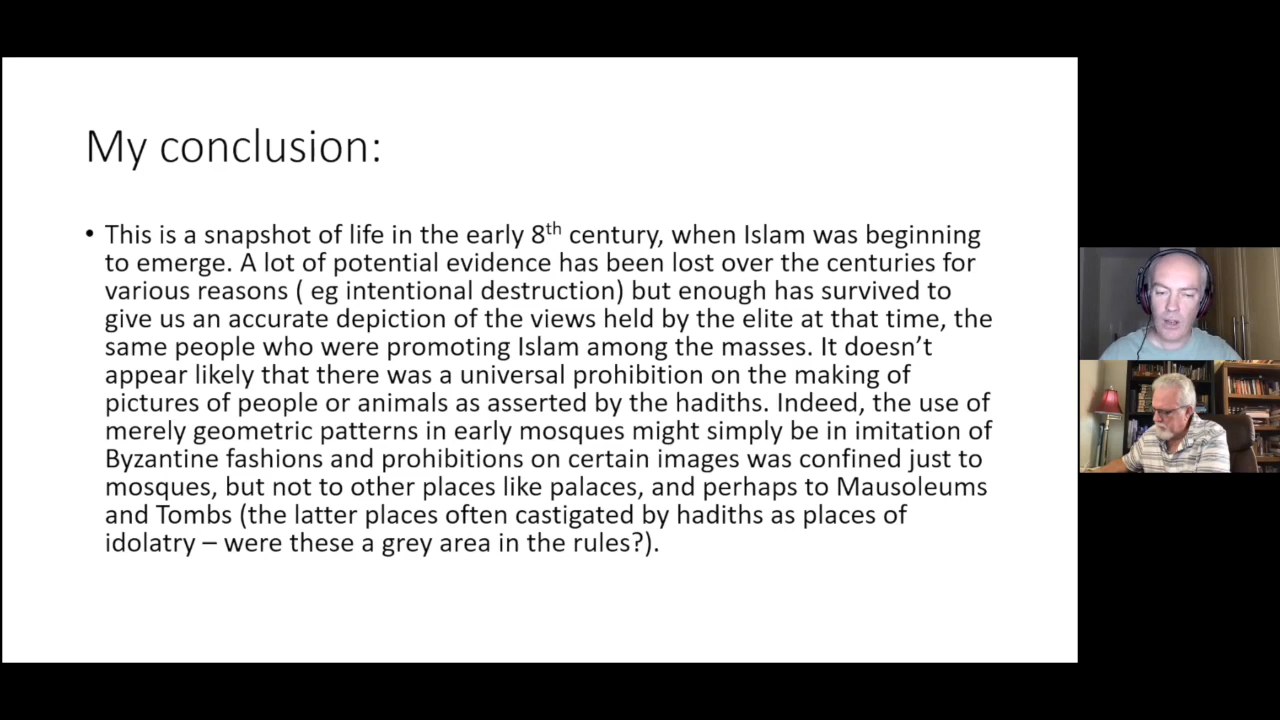 My conclusion:
• This is a snapshot of life in the early 8th century, when Islam was beginning
to emerge. A lot of potential evidence has been lost over the centuries for
various reasons ( eg intentional destruction) but enough has survived to
give us an accurate depiction of the views held by the elite at that time, the
same people who were promoting Islam among the masses. It doesn’t
appear likely that there was a universal prohibition on the making of
pictures of people or animals as asserted by the hadiths. Indeed, the use of
merely geometric patterns in early mosques might simply be in imitation of
Byzantine fashions and prohibitions on certain images was confined just to
mosques, but not to other places like palaces, and perhaps to Mausoleums
and Tombs (the latter places often castigated by hadiths as places of
idolatry – were these a grey area in the rules?).